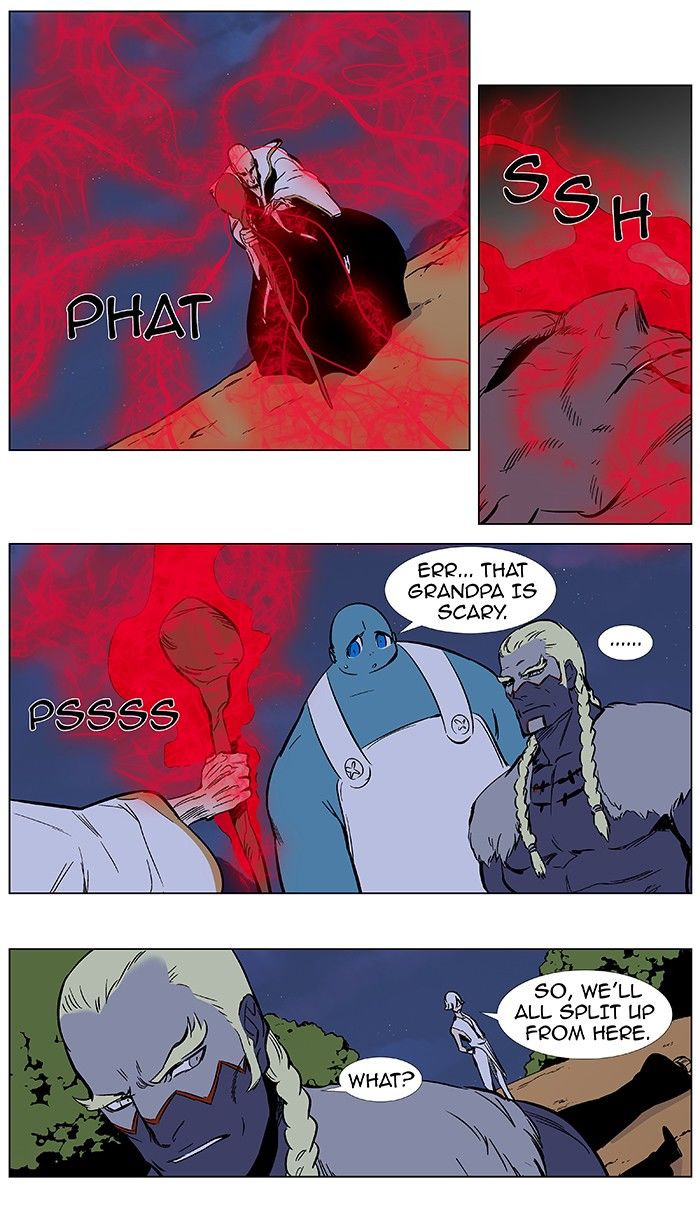 PHAT
SSH
ERR... THAT
GRANDPA IS
SCARY.
......
PSSSS
SO, WE'LL
ALL SPLIT UP
FROM HERE.
WHAT?